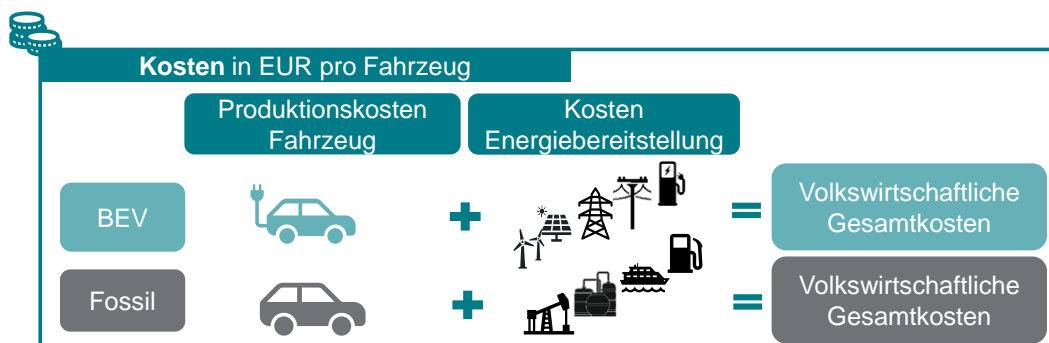 Kosten in EUR pro Fahrzeug
Produktionskosten
Fahrzeug
Kosten
Energiebereitstellung
BEV
Volkswirtschaftliche
Gesamtkosten
Fossil
Volkswirtschaftliche
Gesamtkosten